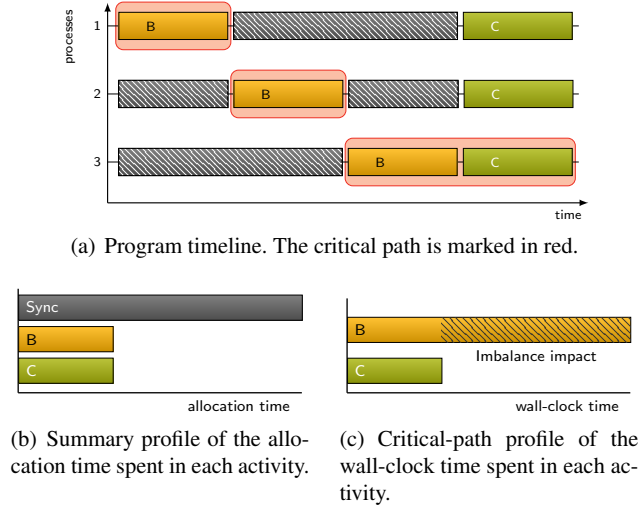 processes
1
B
C
2
B
C
3
B
C
time
(a) Program timeline. The critical path is marked in red.
Sync
B
C
allocation time
(b) Summary profile of the allo-
cation time spent in each activity.
B
Imbalance impact
C
wall-clock time
(c) Critical-path profile of the
wall-clock time spent in each ac-
tivity.